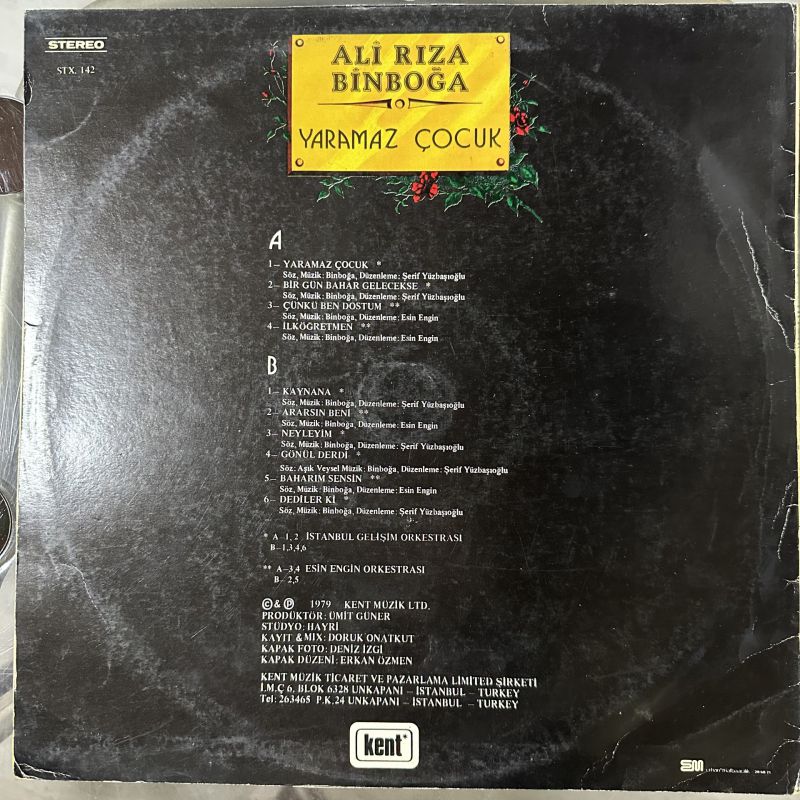 STEREO
STX. 142
ALİ RIZA
BİNBOĞA
YARAMAZ ÇOCUK
A
1– YARAMAZ ÇOCUK *
Söz, Müzik: Binboğa, Düzenleme: Şerif Yüzbaşıoğlu
2– BİR GÜN BAHAR GELECEKSE *
Söz, Müzik: Binboğa, Düzenleme: Şerif Yüzbaşıoğlu
3– ÇÜNKÜ BEN DOSTUM **
Söz, Müzik: Binboğa, Düzenleme: Esin Engin
4– İLKÖĞRETMEN **
Söz, Müzik: Binboğa, Düzenleme: Esin Engin
B
1– KAYNANA *
Söz, Müzik: Binboğa, Düzenleme: Şerif Yüzbaşıoğlu
2– ARARSIN BENİ **
Söz, Müzik: Binboğa, Düzenleme: Esin Engin
3– NEYLEYİM *
Söz, Müzik: Binboğa, Düzenleme: Şerif Yüzbaşıoğlu
4– GÖNÜL DERDİ *
Söz: Aşık Veysel Müzik: Binboğa, Düzenleme: Şerif Yüzbaşıoğlu
5– BAHARIM SENSİN **
Söz, Müzik: Binboğa, Düzenleme: Esin Engin
6– DEDİLER Kİ *
Söz, Müzik: Binboğa, Düzenleme: Şerif Yüzbaşıoğlu
* A –1, 2 İSTANBUL GELİŞİM ORKESTRASI
B–1,3,4,6
** A–3,4 ESİN ENGİN ORKESTRASI
B– 2,5
© & ℗ 1979 KENT MÜZİK LTD.
PRODÜKTÖR: ÜMİT GÜNER
STÜDYO: HAYRİ
KAYIT & MIX: DORUK ONATKUT
KAPAK FOTO: DENİZ İZGİ
KAPAK DÜZENİ: ERKAN ÖZMEN
KENT MÜZİK TİCARET VE PAZARLAMA LİMİTED ŞİRKETİ
İ.M.Ç 6. BLOK 6328 UNKAPANI – İSTANBUL – TURKEY
Tel: 263465 P.K. 24 UNKAPANI – İSTANBUL – TURKEY
kent*